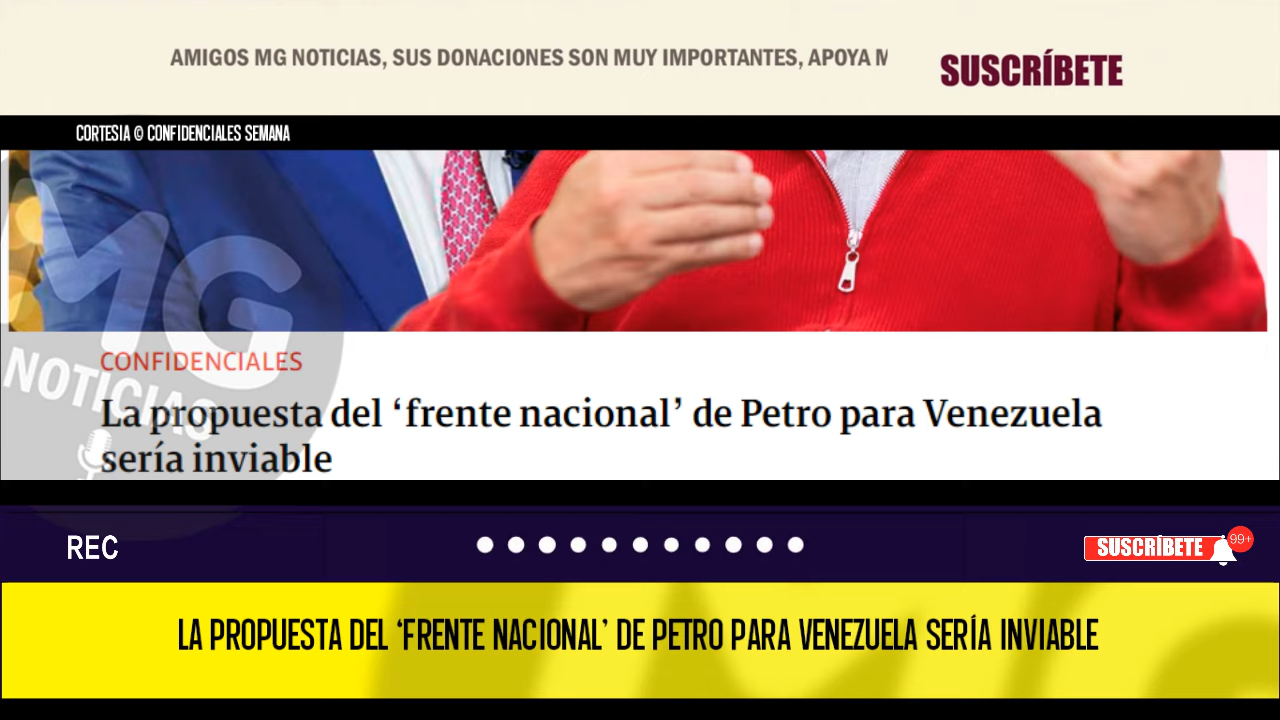 AMIGOS MG NOTICIAS, SUS DONACIONES SON MUY IMPORTANTES, APOYA M
SUSCRÍBETE
CORTESIA © CONFIDENCIALES SEMANA
MG
NOTICIAS
CONFIDENCIALES
La propuesta del ‘frente nacional’ de Petro para Venezuela
sería inviable
REC
SUSCRÍBETE
99+
LA PROPUESTA DEL ‘FRENTE NACIONAL’ DE PETRO PARA VENEZUELA SERÍA INVIABLE